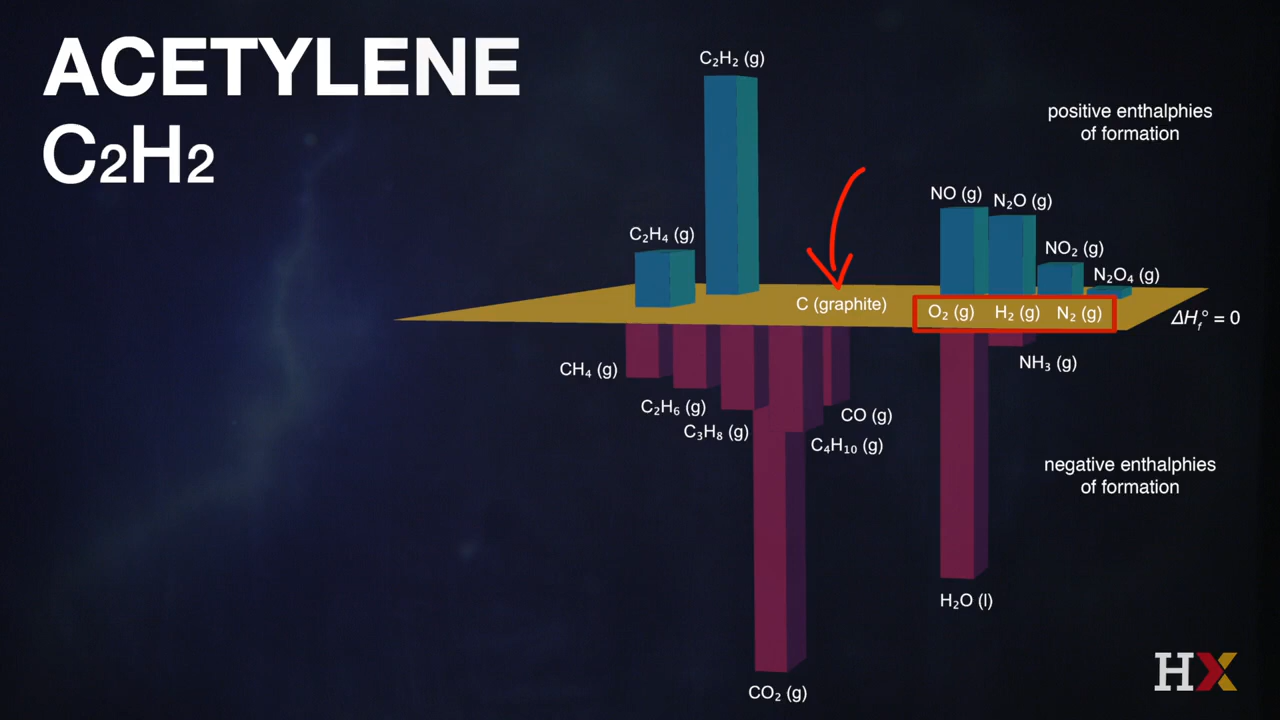 ACETYLENE
C₂H₂
C₂H₂ (g)
positive enthalphies
of formation
NO (g)
N₂O (g)
C₂H₄ (g)
NO₂ (g)
N₂O₄ (g)
C (graphite)
O₂ (g) H₂ (g) N₂ (g)
ΔH_f° = 0
CH₄ (g)
NH₃ (g)
C₂H₆ (g)
CO (g)
C₃H₈ (g)
C₄H₁₀ (g)
negative enthalphies
of formation
H₂O (l)
CO₂ (g)
HX